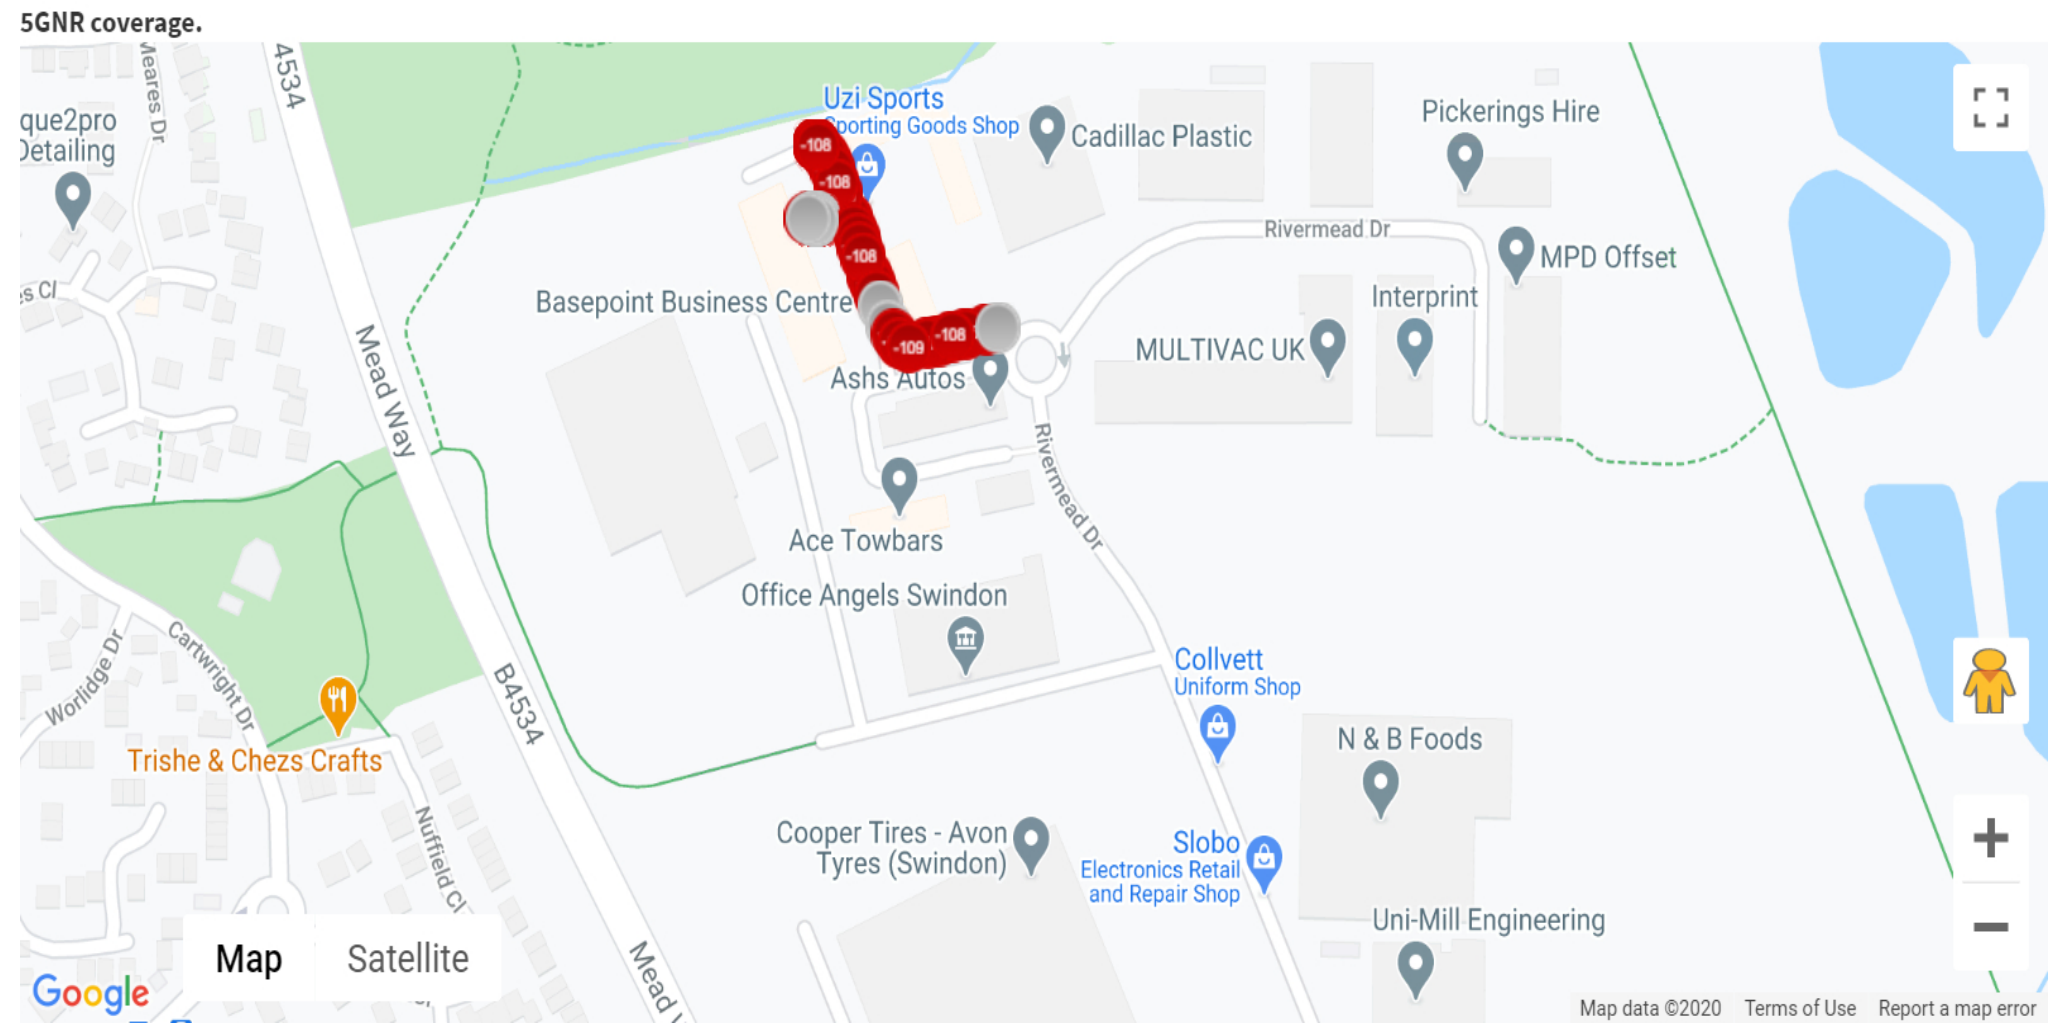 5GNR coverage.
Meares Dr
4534
que2pro
Detailing
Uzi Sports
Sporting Goods Shop
Cadillac Plastic
Pickerings Hire
-108
-108
Rivermead Dr
MPD Offset
-108
es Cl
Basepoint Business Centre
Interprint
-108
-109
MULTIVAC UK
Ashs Autos
Mead Way
Rivermead Dr
Ace Towbars
Office Angels Swindon
Cartwright Dr
Worlidge Dr
B4534
Collvett
Uniform Shop
Trishe & Chezs Crafts
N & B Foods
Nuffield Cl
Cooper Tires - Avon
Tyres (Swindon)
Slobo
Electronics Retail
and Repair Shop
Uni-Mill Engineering
Map
Satellite
Mead
Google
Map data ©2020
Terms of Use
Report a map error